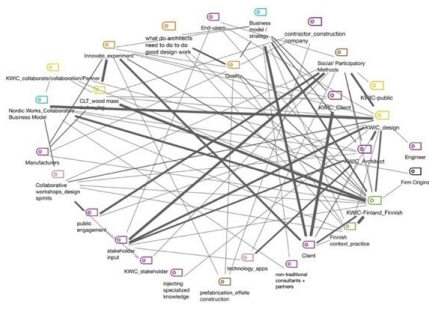 End-users
Business
model /
strategy
contractor_construction
company
what do architects
need to do to do
good design work
Innovate_experiment
Quality
Social/ Participatory
Methods
KWIC_collaborate/collaboration/Partner
CLT_wood mass
KWIC_Client
KWIC-public
Nordic Works_Collaborate
Business Model
KWIC_design
Manufacturers
KWIC_Architect
Engineer
Collaborative
workshops_design
sprints
Firm Origins
public
engagement
KWIC-Finland_Finnish
stakeholder
input
Finnish
context_practice
Client
KWIC_stakeholder
technology_apps
injecting
specialized
knowledge
non-traditional
consultants +
partners
prefabrication_offsite
construction